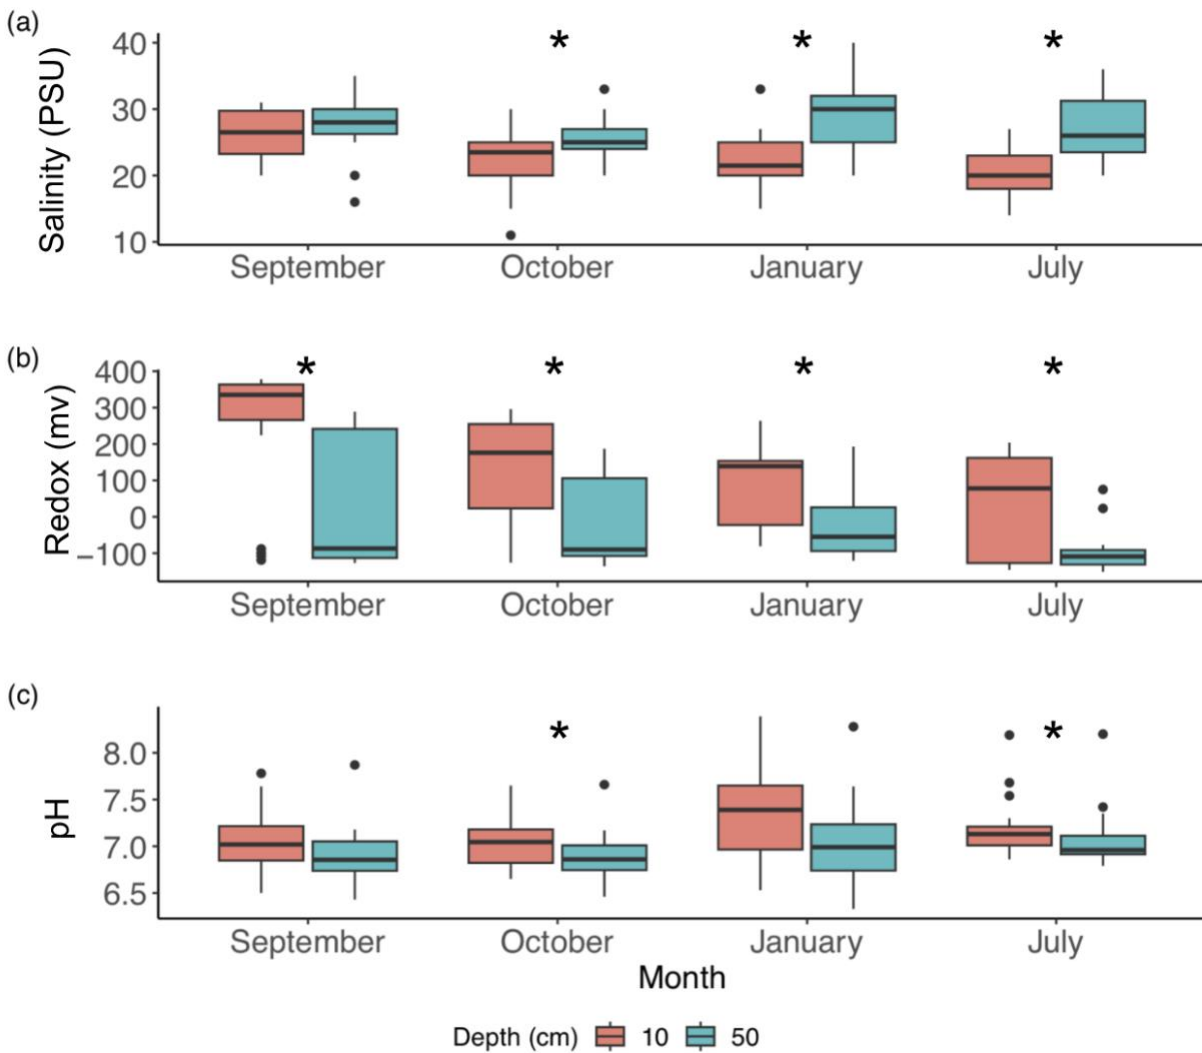 (a)
Salinity (PSU)
40
30
20
10
* * *
September October January July
(b)
Redox (mv)
400
300
200
100
0
−100
* * * *
September October January July
(c)
pH
8.0
7.5
7.0
6.5
* *
September October January July
Month
Depth (cm) 10 50